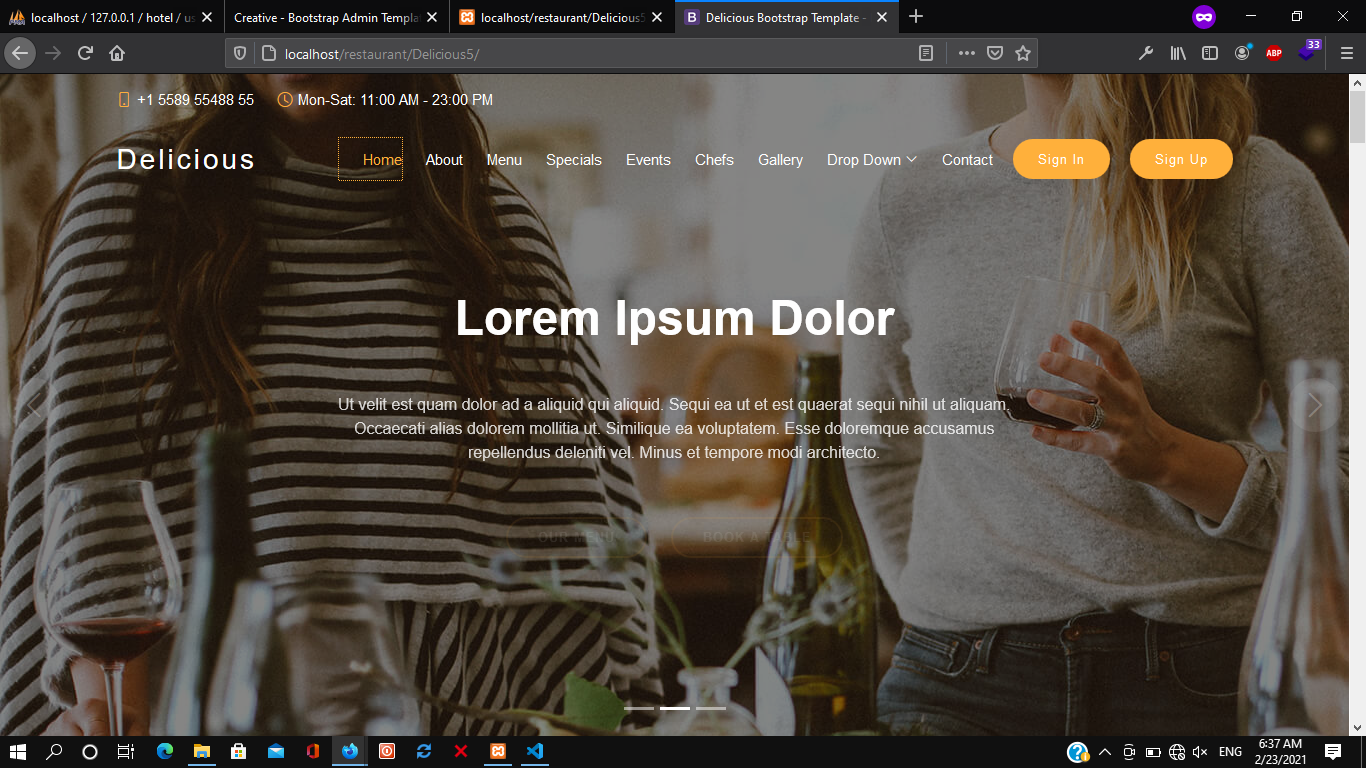 localhost / 127.0.0.1 / hotel / us
Creative - Bootstrap Admin Templa
localhost/restaurant/Delicious5
B Delicious Bootstrap Template -
localhost/restaurant/Delicious5/
ABP
33
+1 5589 55488 55
Mon-Sat: 11:00 AM - 23:00 PM
Delicious
Home
About
Menu
Specials
Events
Chefs
Gallery
Drop Down
Contact
Sign In
Sign Up
Lorem Ipsum Dolor
Ut velit est quam dolor ad a aliquid qui aliquid. Sequi ea ut et est quaerat sequi nihil ut aliquam.
Occaecati alias dolorem mollitia ut. Similique ea voluptatem. Esse doloremque accusamus
repellendus deleniti vel. Minus et tempore modi architecto.
OUR MENU
BOOK A TABLE
ENG
6:37 AM
2/23/2021